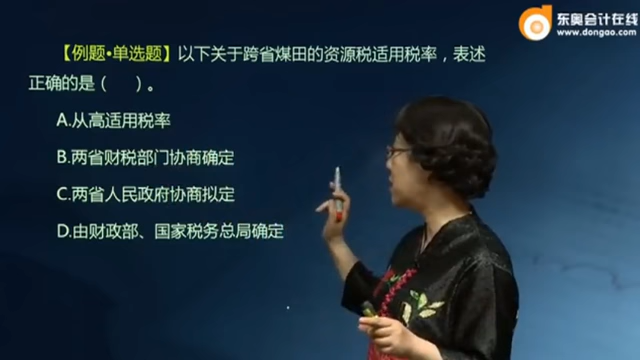 东奥会计在线
www.dongao.com
【例题•单选题】以下关于跨省煤田的资源税适用税率，表述
正确的是（ ）。
A.从高适用税率
B.两省财税部门协商确定
C.两省人民政府协商拟定
D.由财政部、国家税务总局确定